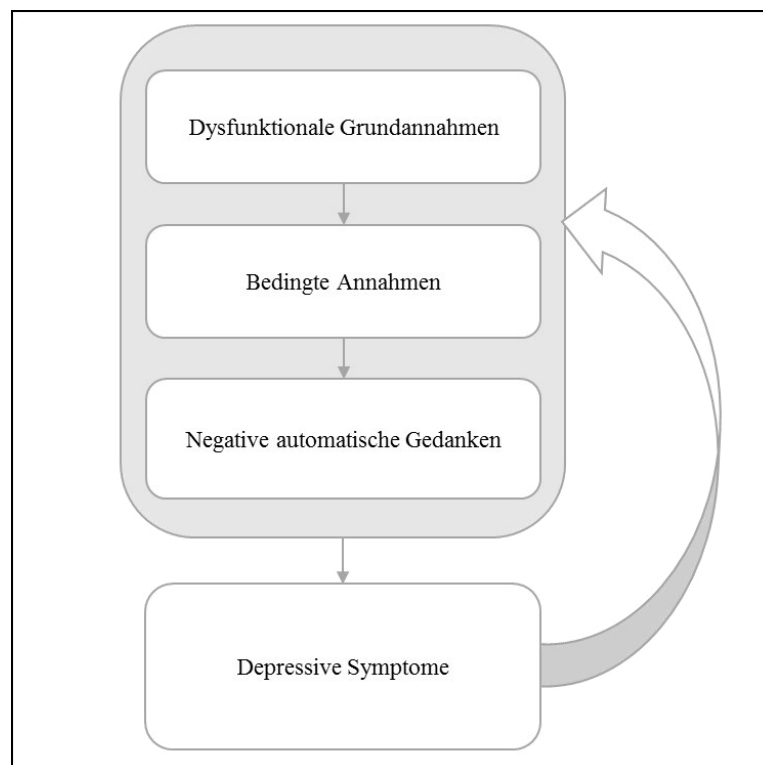 Dysfunktionale Grundannahmen
Bedingte Annahmen
Negative automatische Gedanken
Depressive Symptome